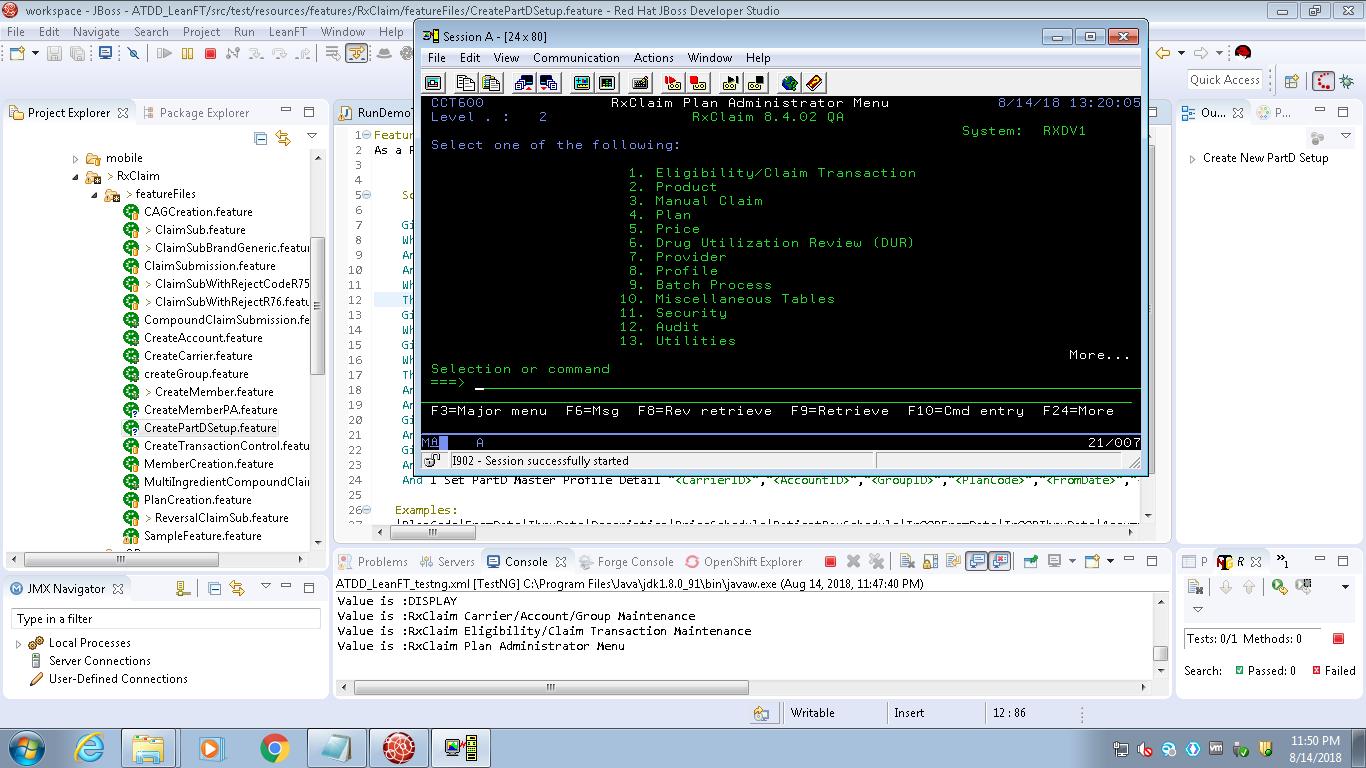 workspace - JBoss - ATDD_LeanFT/src/test/resources/features/RxClaim/featureFiles/CreatePartDSetup.feature - Red Hat JBoss Developer Studio
File Edit Navigate Search Project Run LeanFT Window Help
Quick Access
Project Explorer
Package Explorer
mobile
> RxClaim
> featureFiles
CAGCreation.feature
> ClaimSub.feature
> ClaimSubBrandGeneric.featur
ClaimSubmission.feature
> ClaimSubWithRejectCodeR75
> ClaimSubWithRejectR76.featu
CompoundClaimSubmission.fe
CreateAccount.feature
CreateCarrier.feature
createGroup.feature
> CreateMember.feature
CreateMemberPA.feature
CreatePartDSetup.feature
CreateTransactionControl.featu
MemberCreation.feature
MultiIngredientCompoundClai
PlanCreation.feature
> ReversalClaimSub.feature
SampleFeature.feature
RunDemoT
1 Featur
2 As a R
3
4
5 Sc
6
7 Gi
8 Wh
9 An
10 An
11 Wh
12 Th
13 Gi
14 Wh
15 Gi
16 Wh
17 Th
18 An
19 An
20 Gi
21 An
22 Gi
23 An
24 And I Set PartD Master Profile Detail "<CarrierID>","<AccountID>","<GroupID>","<PlanCode>","<FromDate>",
25
26 Examples:
Session A - [24 x 80]
File Edit View Communication Actions Window Help
CCT600 RxClaim Plan Administrator Menu 8/14/18 13:20:05
Level . : 2 RxClaim 8.4.02 QA
System: RXDV1
Select one of the following:
1. Eligibility/Claim Transaction
2. Product
3. Manual Claim
4. Plan
5. Price
6. Drug Utilization Review (DUR)
7. Provider
8. Profile
9. Batch Process
10. Miscellaneous Tables
11. Security
12. Audit
13. Utilities
More...
Selection or command
===>
F3=Major menu F6=Msg F8=Rev retrieve F9=Retrieve F10=Cmd entry F24=More
MA A 21/007
I902 - Session successfully started
Ou...
P...
Create New PartD Setup
JMX Navigator
Type in a filter
Local Processes
Server Connections
User-Defined Connections
Problems Servers Console Forge Console OpenShift Explorer
ATDD_LeanFT_testng.xml [TestNG] C:\Program Files\Java\jdk1.8.0_91\bin\javaw.exe (Aug 14, 2018, 11:47:40 PM)
Value is :DISPLAY
Value is :RxClaim Carrier/Account/Group Maintenance
Value is :RxClaim Eligibility/Claim Transaction Maintenance
Value is :RxClaim Plan Administrator Menu
P R »1
Tests: 0/1 Methods: 0
Search: Passed: 0 Failed
Writable Insert 12 : 86
11:50 PM
8/14/2018